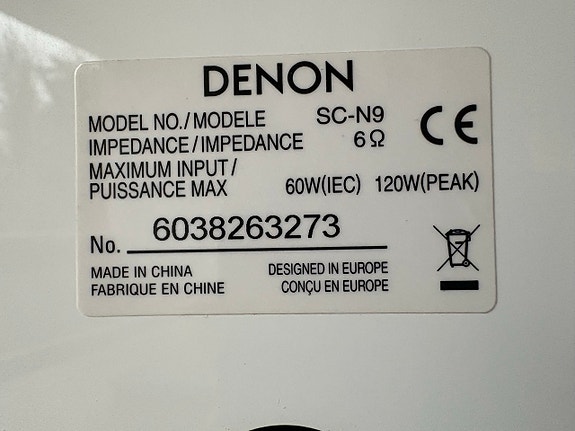 DENON
MODEL NO./MODELE SC-N9
IMPEDANCE/IMPEDANCE 6Ω
MAXIMUM INPUT/
PUISSANCE MAX 60W(IEC) 120W(PEAK)
CE
No. 6038263273
MADE IN CHINA DESIGNED IN EUROPE
FABRIQUE EN CHINE CONÇU EN EUROPE